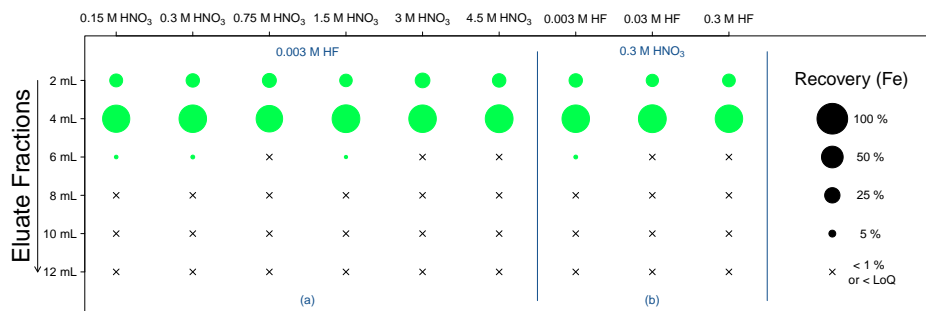 0.15 M HNO₃ 0.3 M HNO₃ 0.75 M HNO₃ 1.5 M HNO₃ 3 M HNO₃ 4.5 M HNO₃ 0.003 M HF 0.03 M HF 0.3 M HF
0.003 M HF 0.3 M HNO₃
Eluate Fractions
2 mL
4 mL
6 mL
8 mL
10 mL
12 mL
(a) (b)
Recovery (Fe)
100 %
50 %
25 %
5 %
< 1 %
or < LoQ